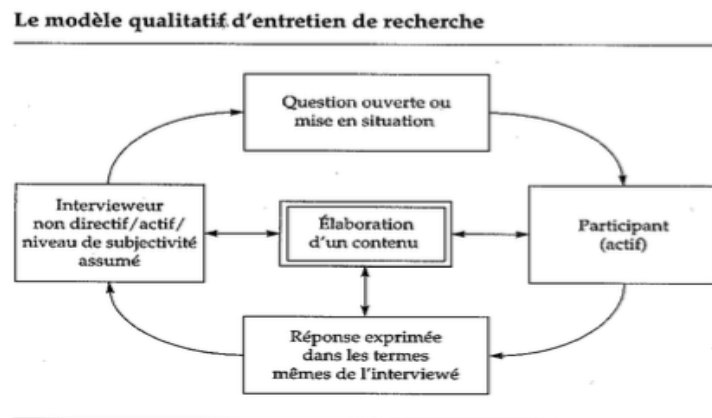 Le modèle qualitatif d'entretien de recherche
Question ouverte ou
mise en situation
Intervieweur
non directif/actif/
niveau de subjectivité
assumé
Élaboration
d'un contenu
Participant
(actif)
Réponse exprimée
dans les termes
mêmes de l'interviewé